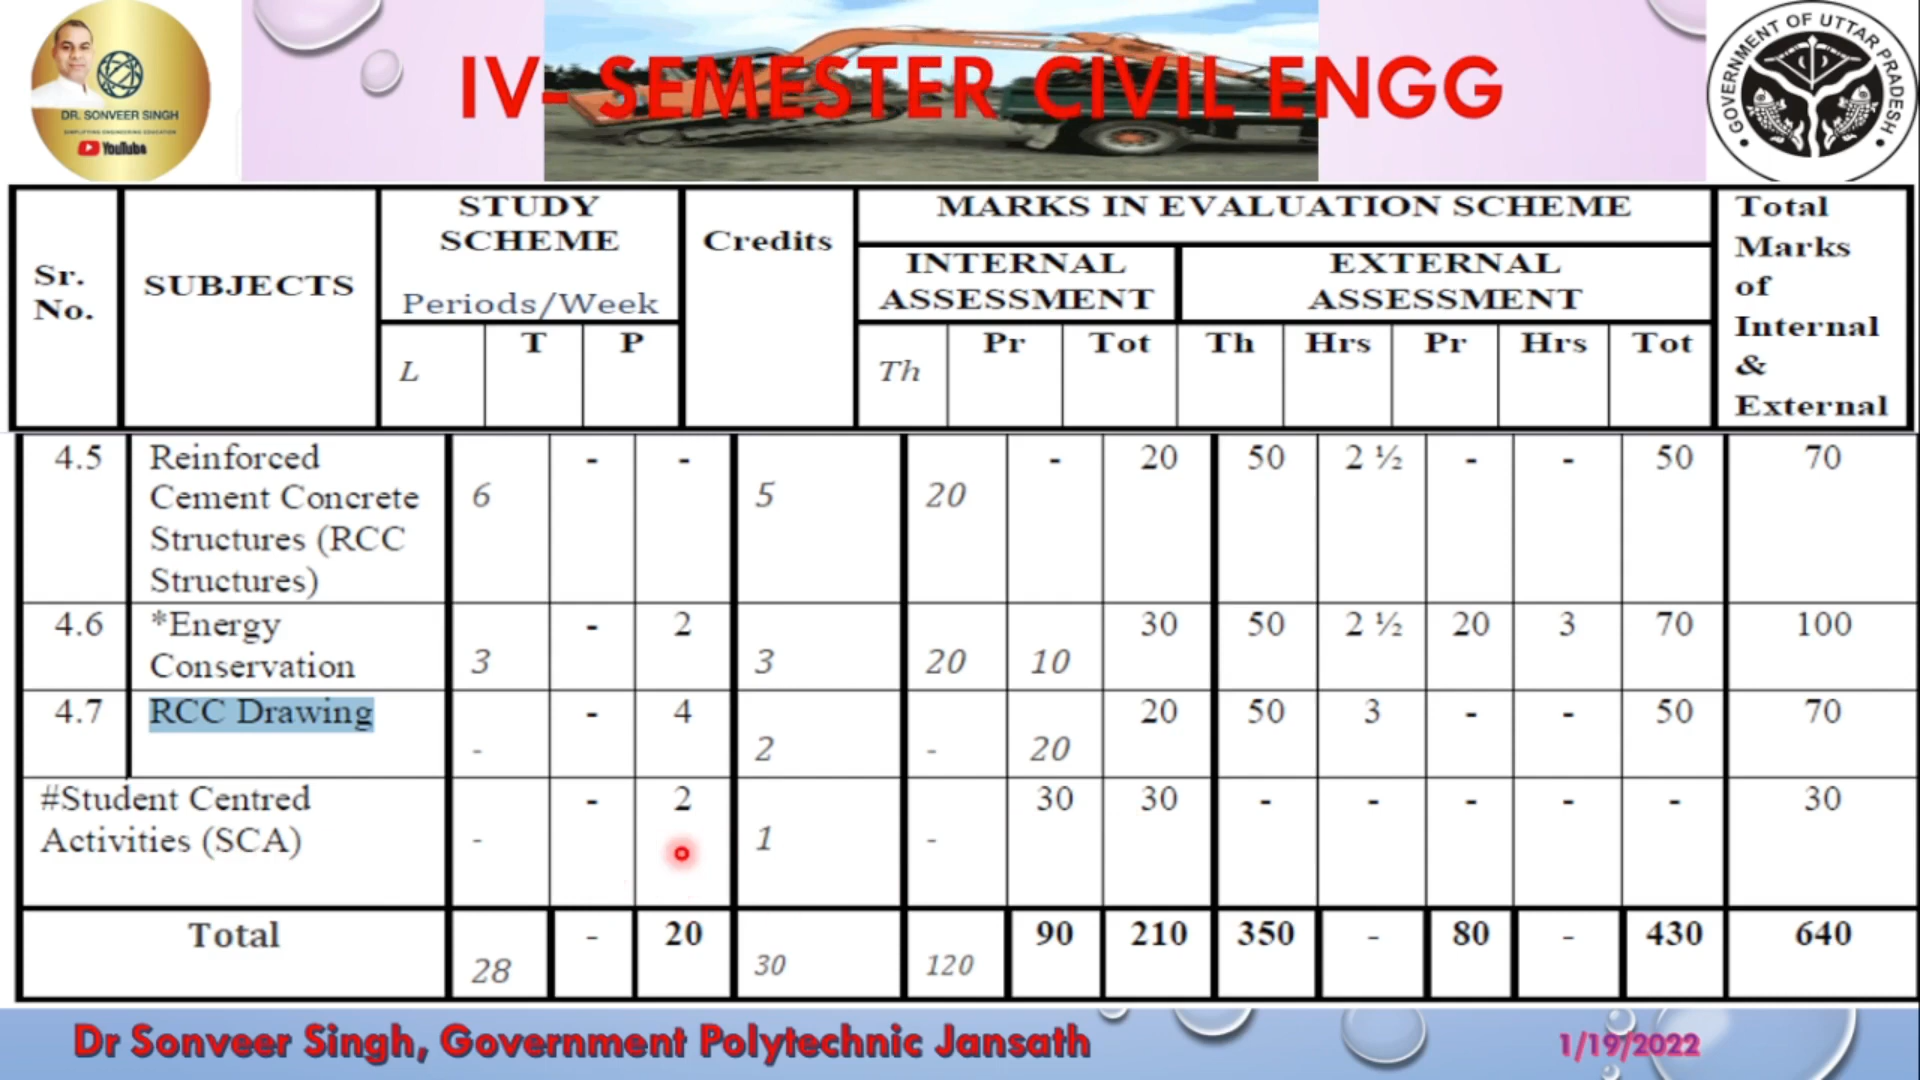 DR. SONVEER SINGH
SIMPLIFYING ENGINEERING EDUCATION
YouTube
IV- SEMESTER CIVIL ENGG
GOVERNMENT OF UTTAR PRADESH
Sr. No.
SUBJECTS
STUDY SCHEME
Periods/Week
L T P
Credits
MARKS IN EVALUATION SCHEME
INTERNAL ASSESSMENT
EXTERNAL ASSESSMENT
Th Pr Tot Th Hrs Pr Hrs Tot
Total
Marks
of
Internal
&
External
4.5 Reinforced - - - 20 50 2 ½ - - 50 70
Cement Concrete 6 5 20
Structures (RCC
Structures)
4.6 *Energy - 2 30 50 2 ½ 20 3 70 100
Conservation 3 3 20 10
4.7 RCC Drawing - 4 20 50 3 - - 50 70
- 2 - 20
#Student Centred - 2 30 30 - - - - - 30
Activities (SCA) - 1 -
Total - 20 90 210 350 - 80 - 430 640
28 30 120
Dr Sonveer Singh, Government Polytechnic Jansath
1/19/2022